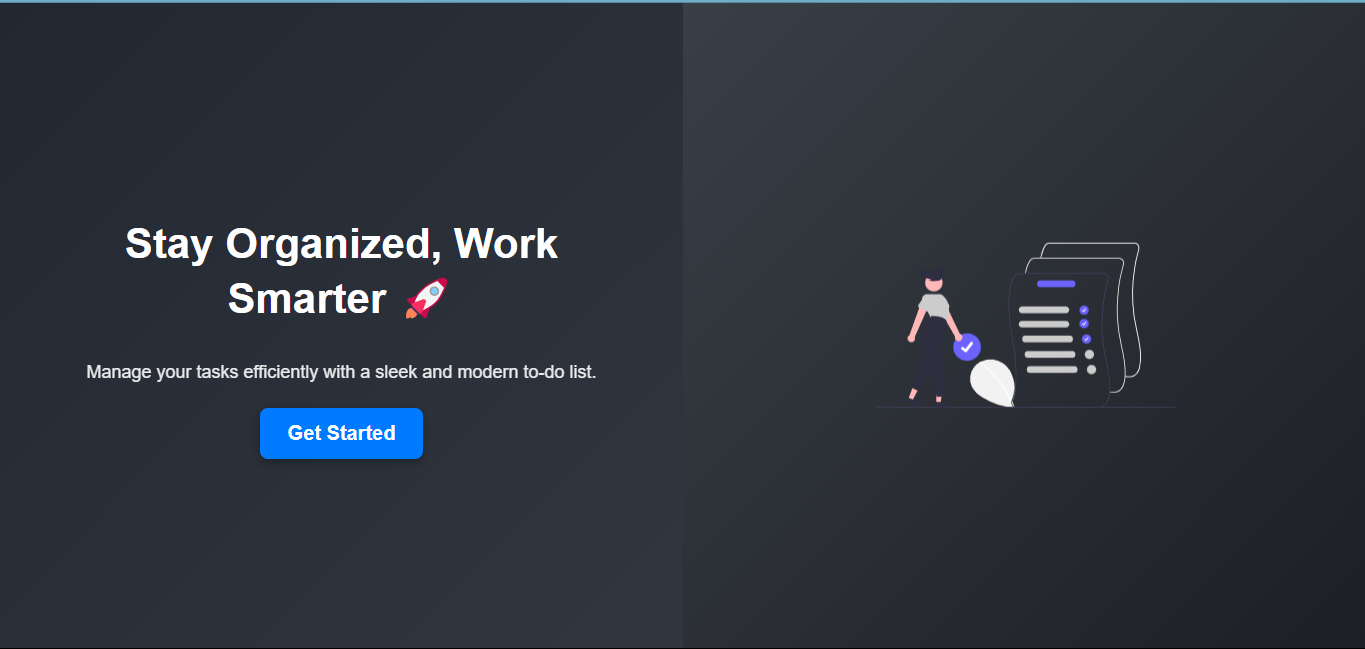 Stay Organized, Work
Smarter 🚀
Manage your tasks efficiently with a sleek and modern to-do list.
Get Started